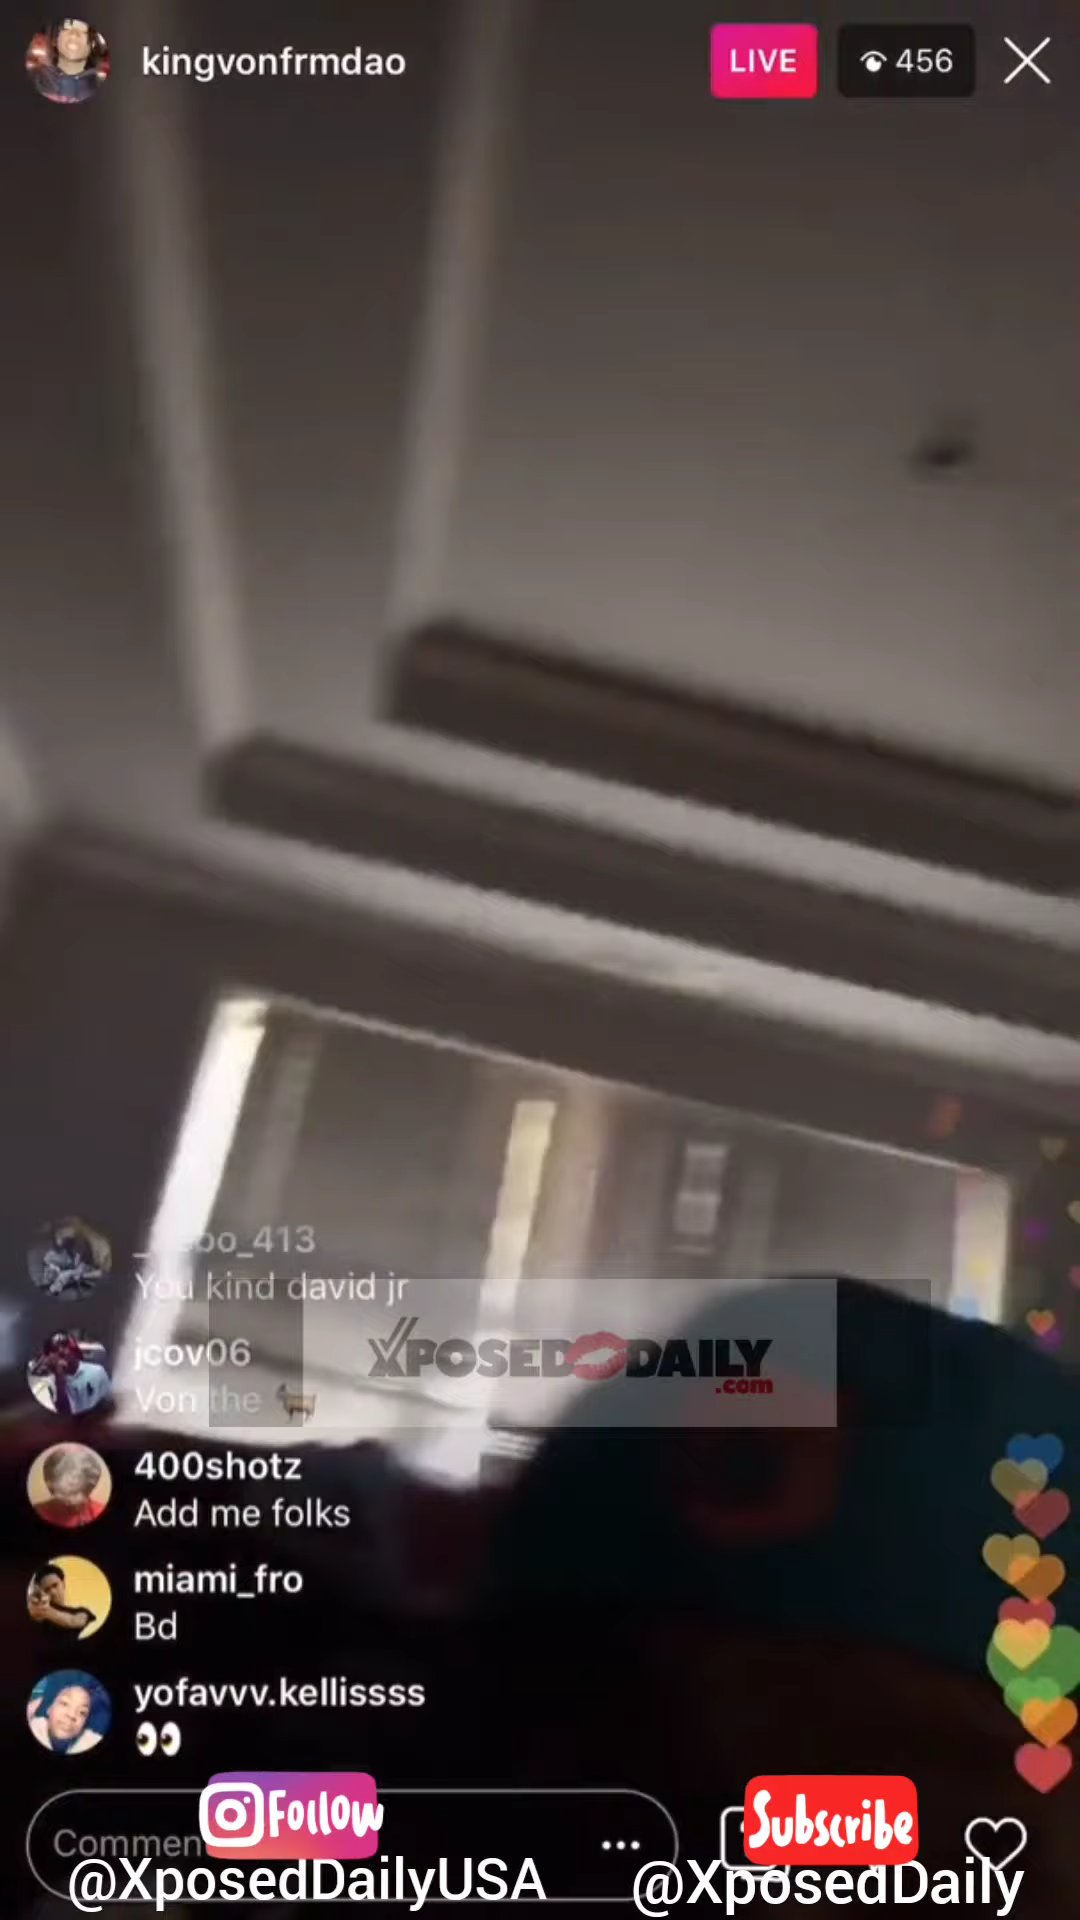 kingvonfrmdao
LIVE
456
You kind david jr
jcov06
Von the
XPOSED DAILY
.com
400shotz
Add me folks
miami_fro
Bd
yofavvv.kellissss
Follow
Subscribe
@XposedDailyUSA
@XposedDaily